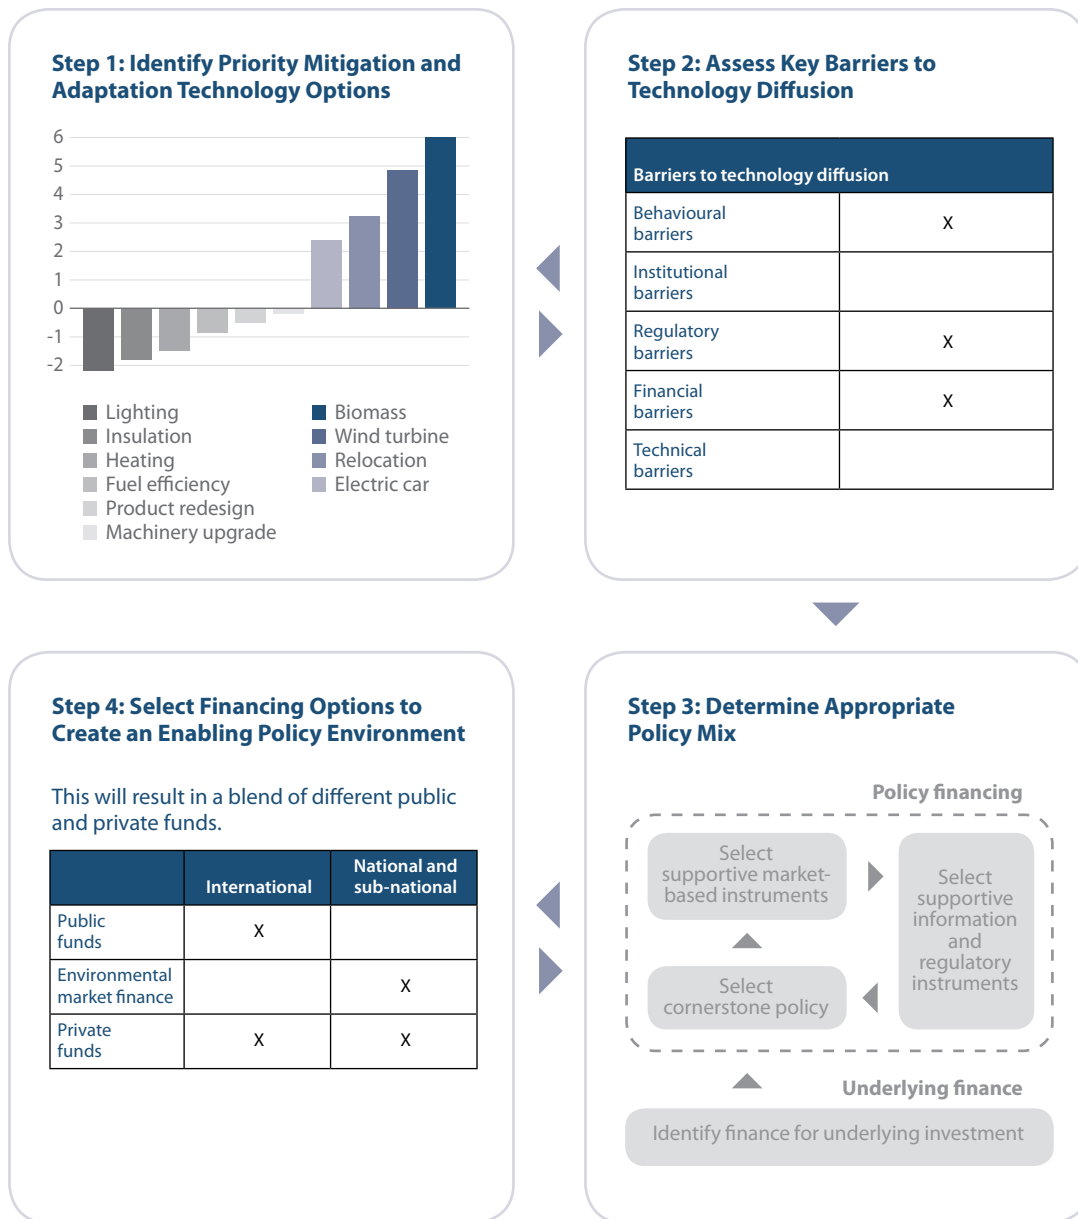 Step 1: Identify Priority Mitigation and
Adaptation Technology Options
6
5
4
3
2
1
0
-1
-2
Lighting
Insulation
Heating
Fuel efficiency
Product redesign
Machinery upgrade
Biomass
Wind turbine
Relocation
Electric car
Step 2: Assess Key Barriers to
Technology Diffusion
Barriers to technology diffusion
Behavioural
barriers
X
Institutional
barriers
Regulatory
barriers
X
Financial
barriers
X
Technical
barriers
Step 4: Select Financing Options to
Create an Enabling Policy Environment
This will result in a blend of different public
and private funds.
International
National and
sub-national
Public
funds
X
Environmental
market finance
X
Private
funds
X
X
Step 3: Determine Appropriate
Policy Mix
Policy financing
Select
supportive market-
based instruments
Select
supportive
information
and
regulatory
instruments
Select
cornerstone policy
Underlying finance
Identify finance for underlying investment